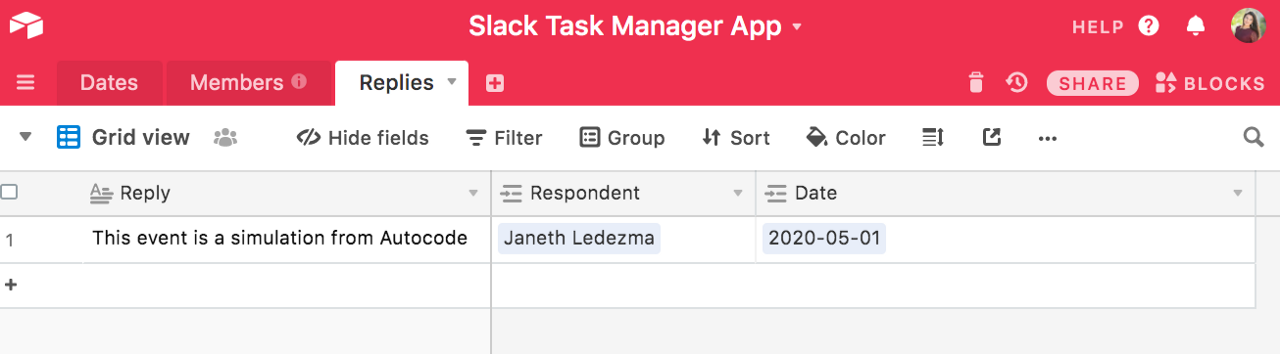 Slack Task Manager App
HELP
Dates
Members
Replies
SHARE
BLOCKS
Grid view
Hide fields
Filter
Group
Sort
Color
Reply
Respondent
Date
1
This event is a simulation from Autocode
Janeth Ledezma
2020-05-01